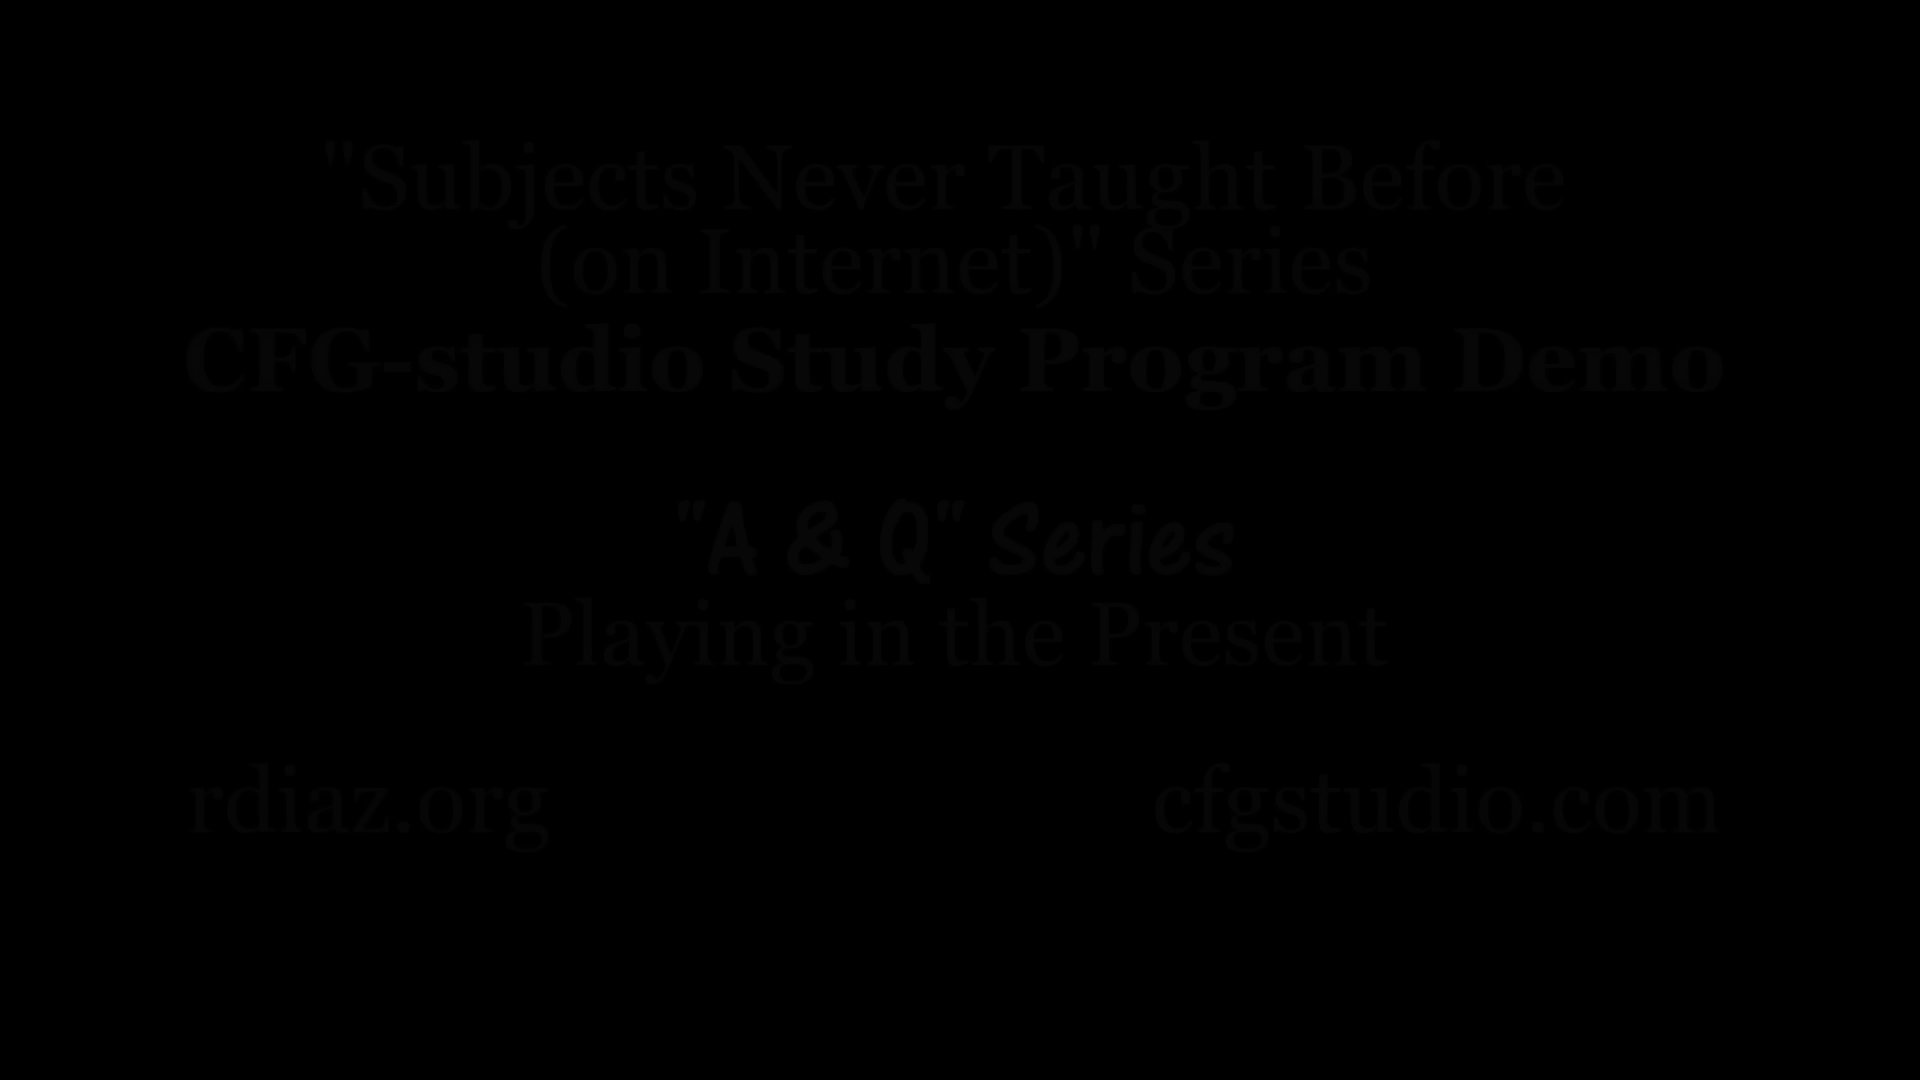 "Subjects Never Taught Before
(on Internet)" Series
CFG-studio Study Program Demo
"A & Q" Series
Playing in the Present
rdiaz.org cfgstudio.com